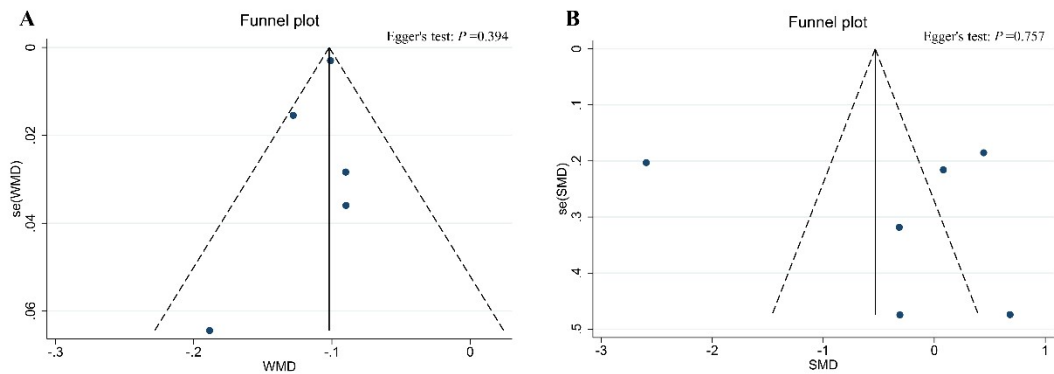 A
Funnel plot
Egger's test: P =0.394
0
.02
.04
.06
se(WMD)
-.3
-.2
-.1
0
WMD
B
Funnel plot
Egger's test: P =0.757
0
.1
.2
.3
.4
.5
se(SMD)
-3
-2
-1
0
1
SMD